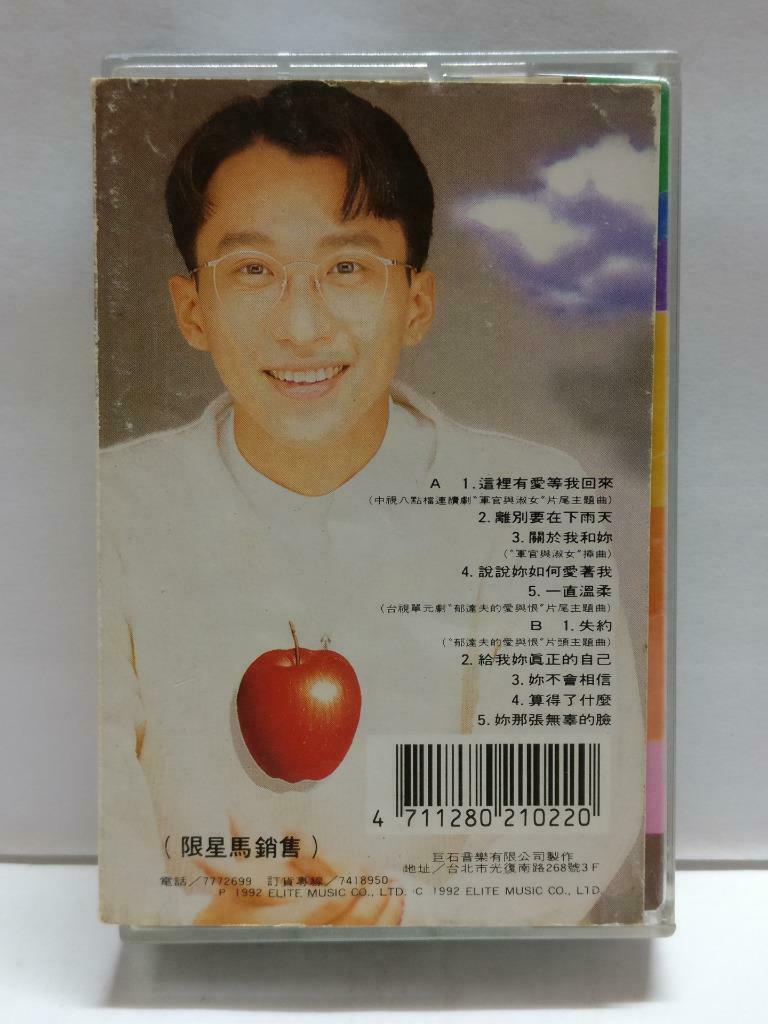 A 1.這裡有愛等我回來
(中視八點檔連續劇"軍官與淑女"片尾主題曲)
2.離別要在下雨天
3.關於我和妳
("軍官與淑女"插曲)
4.說說妳如何愛著我
5.一直溫柔
(台視單元劇"郁達夫的愛與恨"片尾主題曲)
B 1.失約
("郁達夫的愛與恨"片頭主題曲)
2.給我妳真正的自己
3.妳不會相信
4.算得了什麼
5.妳那張無辜的臉
4 711280 210220
(限星馬銷售)
巨石音樂有限公司製作
地址/台北市光復南路268號3F
電話/7772699 訂貨專線/7418950
P 1992 ELITE MUSIC CO., LTD. C 1992 ELITE MUSIC CO., LTD.